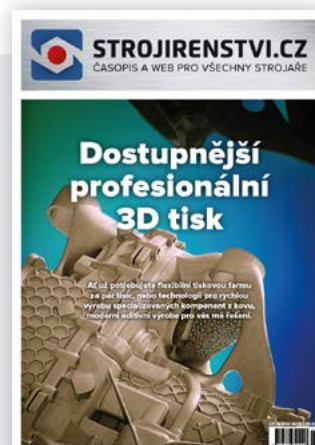 STROJIRENSTVI.CZ
ČASOPIS A WEB PRO VŠECHNY STROJAŘE
Dostupnější
profesionální
3D tisk
Ať už potřebujete flexibilní tiskovou farmu
za pár tisíc, nebo technologii pro rychlou
výrobu specializovaných komponent z kovu,
moderní aditivní výroba pro vás má řešení.